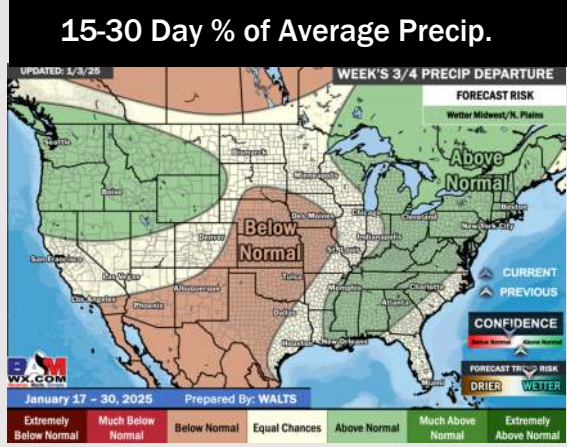 15-30 Day % of Average Precip.
UPDATED: 1/3/25
WEEK'S 3/4 PRECIP DEPARTURE
FORECAST RISK
Wetter Midwest/N. Plains
Seattle
Bismarck
Above
Normal
Minneapolis
Boise
Boston
Des Moines
Chicago
Cleveland
New York City
Below
Normal
Denver
Indianapolis
San Francisco
St. Louis
Las Vegas
Tulsa
CURRENT
Los Angeles
Albuquerque
Memphis
Charlotte
PREVIOUS
Phoenix
Atlanta
Dallas
CONFIDENCE
Below Normal
Above Normal
Houston
New Orleans
FORECAST TREND RISK
Miami
DRIER
WETTER
BAM
WX.COM
January 17 - 30, 2025
Prepared By: WALTS
Extremely
Below Normal
Much Below
Normal
Below Normal
Equal Chances
Above Normal
Much Above
Normal
Extremely
Above Normal